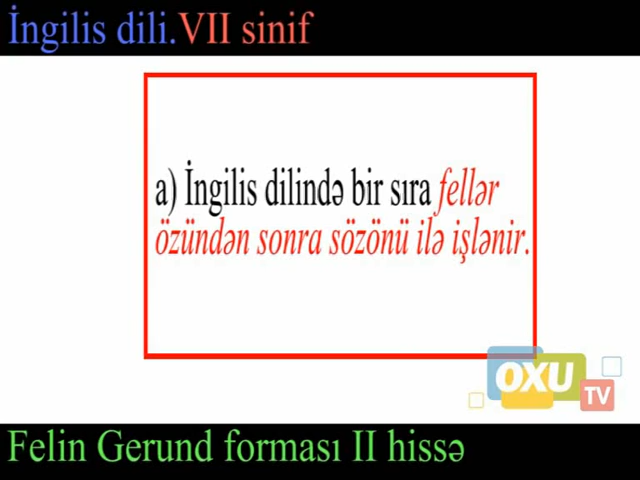 İngilis dili.VII sinif
a) İngilis dilində bir sıra fellər
özündən sonra sözönü ilə işlənir.
OXU
TV
Felin Gerund forması II hissə